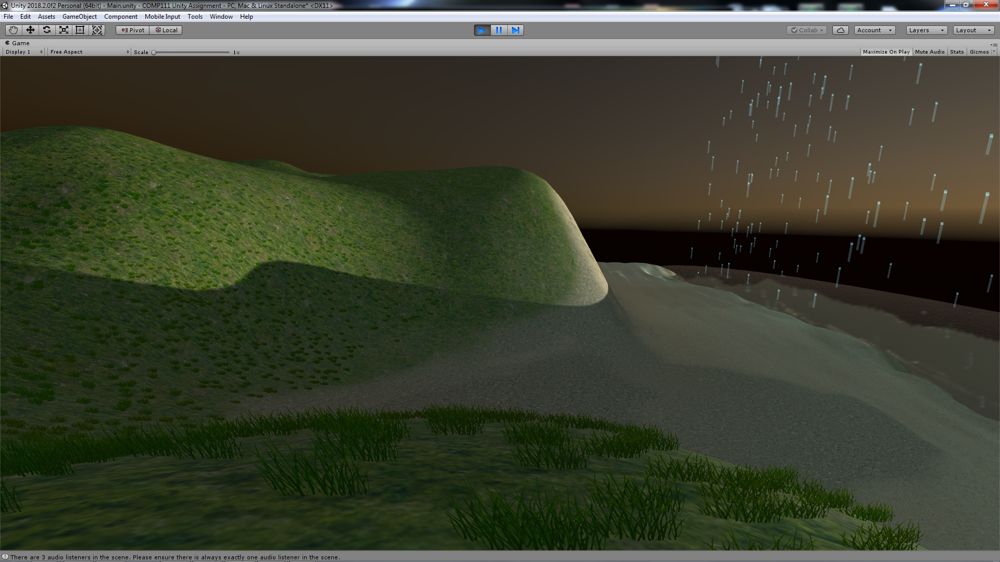 Unity 2018.2.0f2 Personal (64bit) - Main.unity - COMP111 Unity Assignment - PC, Mac & Linux Standalone* <DX11>
File Edit Assets GameObject Component Mobile Input Tools Window Help
Pivot Local Collab Account Layers Layout
Game
Display 1 Free Aspect Scale 1x Maximize On Play Mute Audio Stats Gizmos
There are 3 audio listeners in the scene. Please ensure there is always exactly one audio listener in the scene.